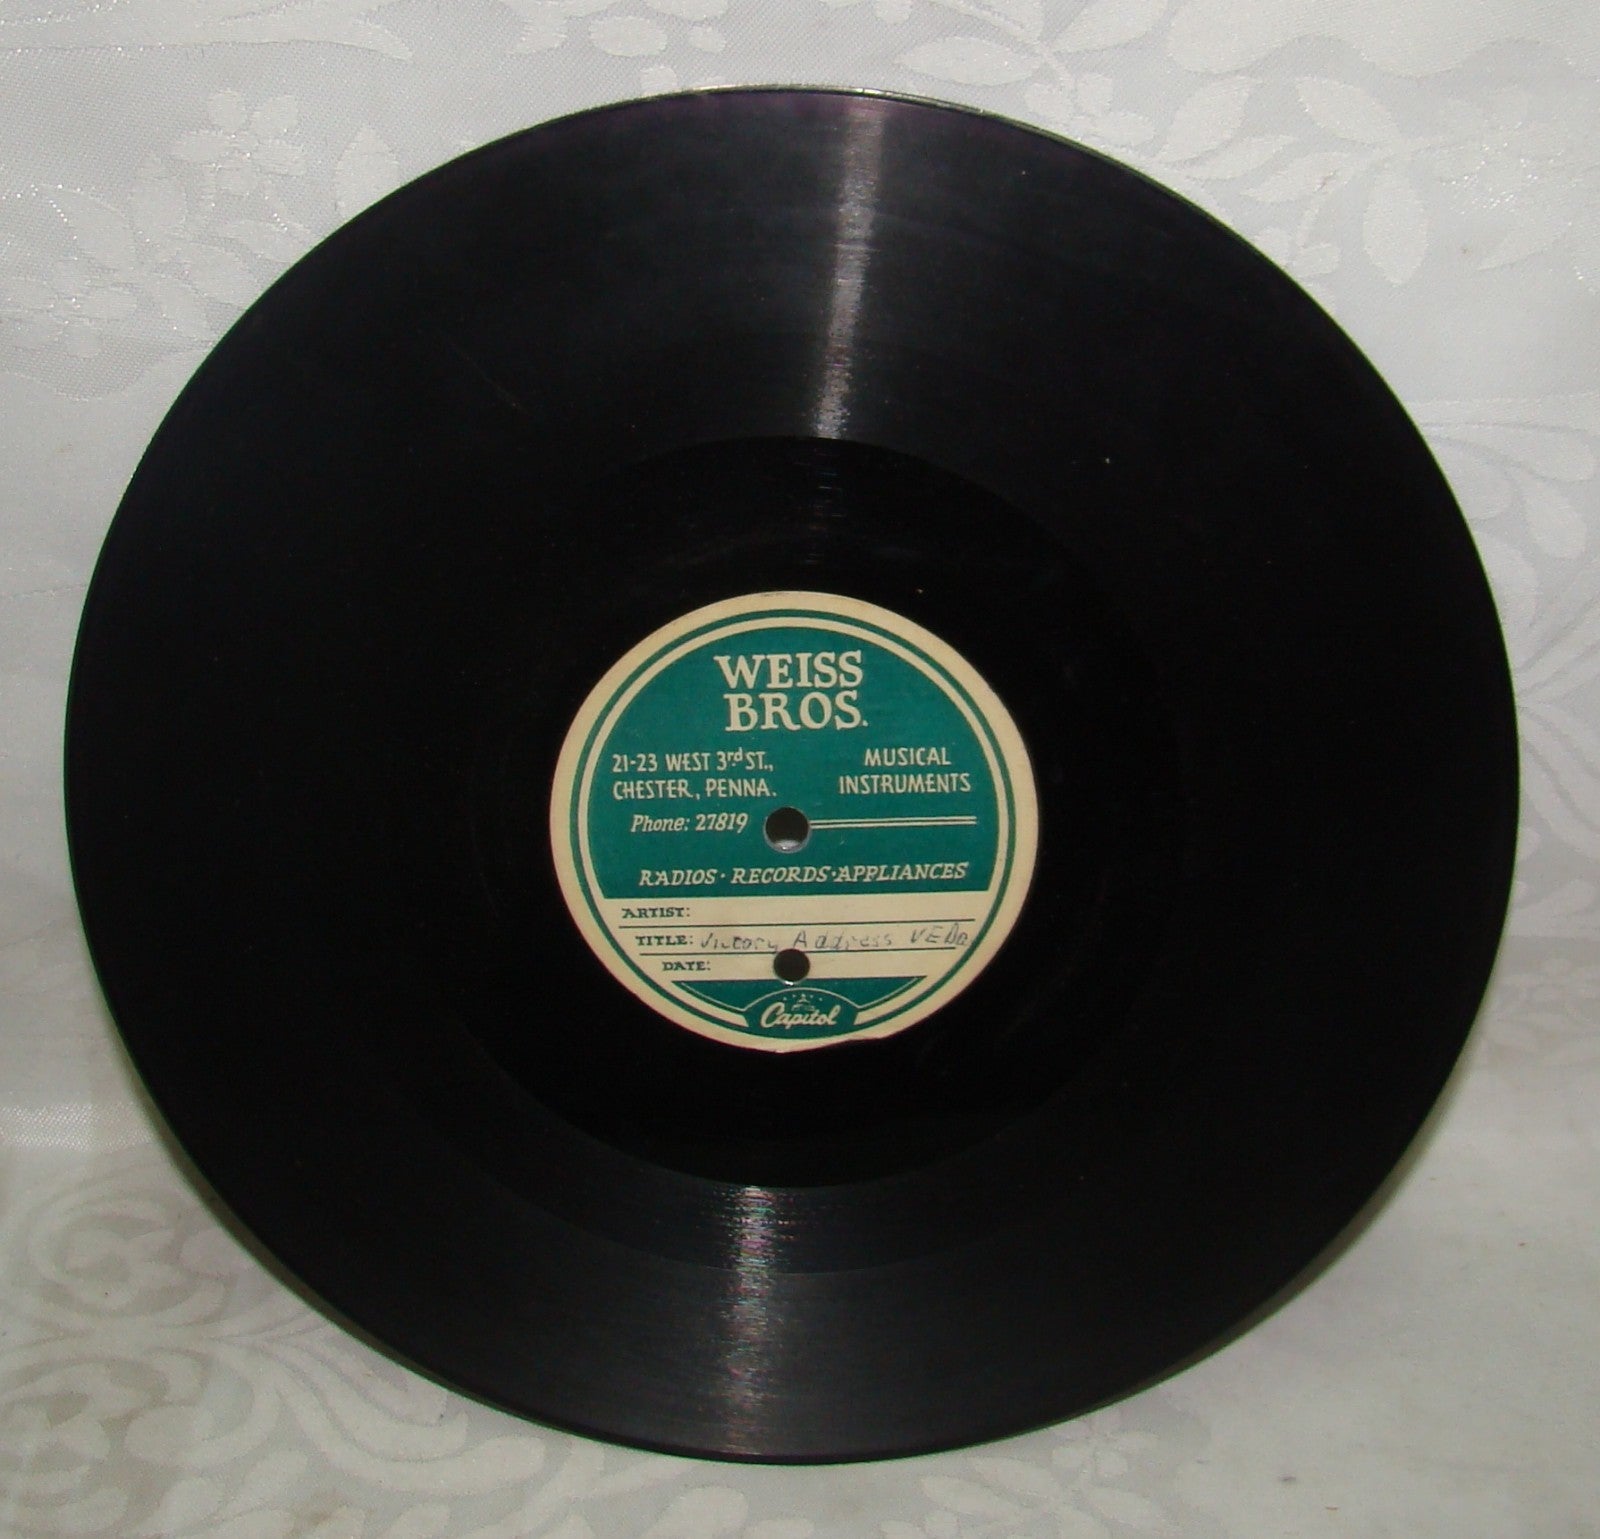 WEISS
BROS.
21-23 WEST 3rd ST., MUSICAL
CHESTER, PENNA. INSTRUMENTS
Phone: 27819
RADIOS · RECORDS · APPLIANCES
ARTIST:
TITLE: Victory Address
DATE:
Capitol